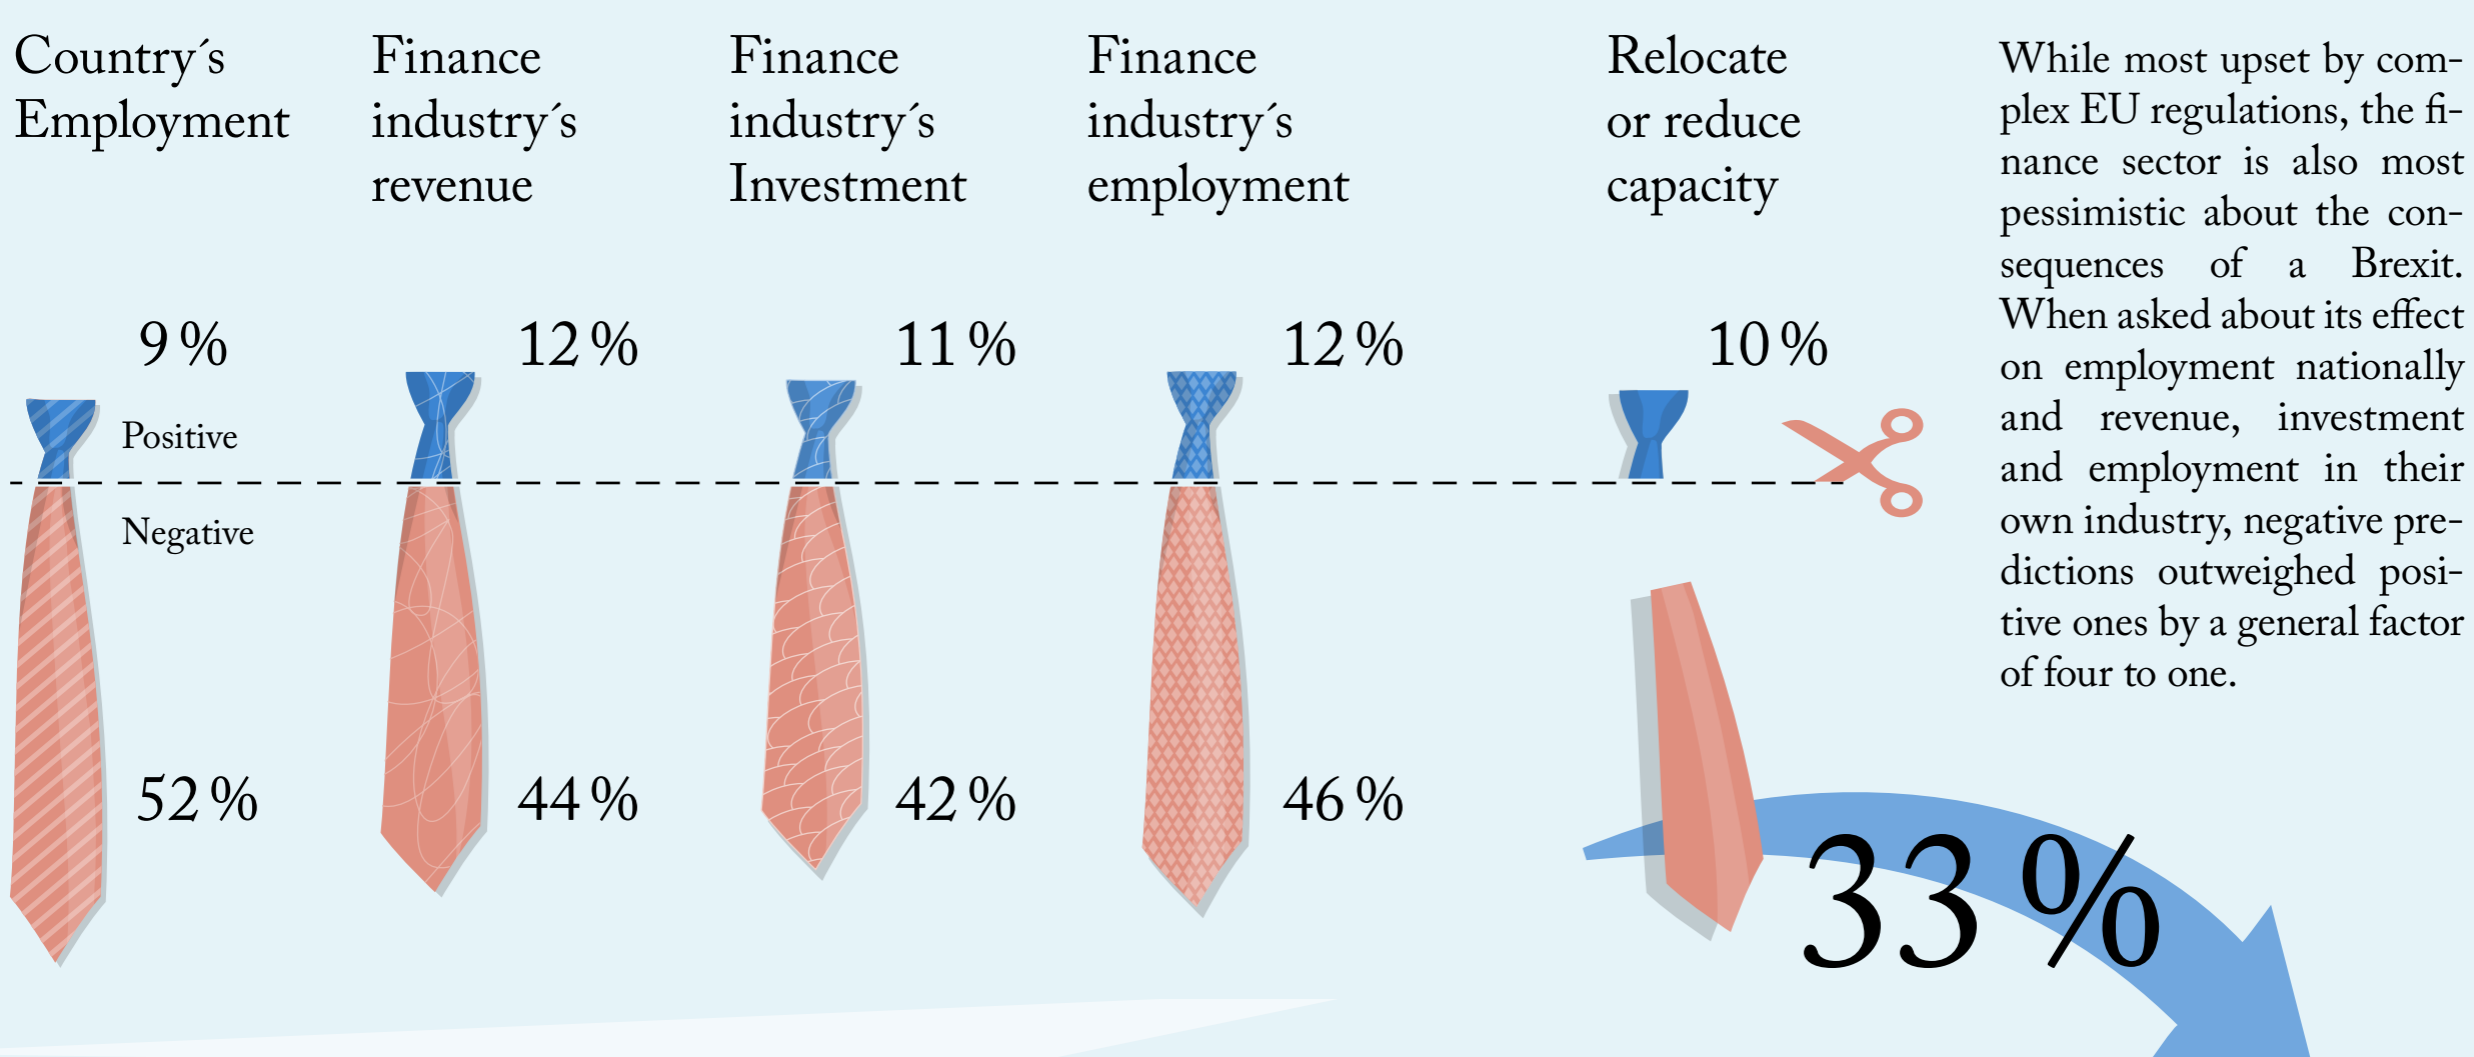 Country´s
Employment
Finance
industry´s
revenue
Finance
industry´s
Investment
Finance
industry´s
employment
Relocate
or reduce
capacity
9 %
12 %
11 %
12 %
10 %
Positive
Negative
52 %
44 %
42 %
46 %
33 %
While most upset by com-
plex EU regulations, the fi-
nance sector is also most
pessimistic about the con-
sequences of a Brexit.
When asked about its effect
on employment nationally
and revenue, investment
and employment in their
own industry, negative pre-
dictions outweighed posi-
tive ones by a general factor
of four to one.